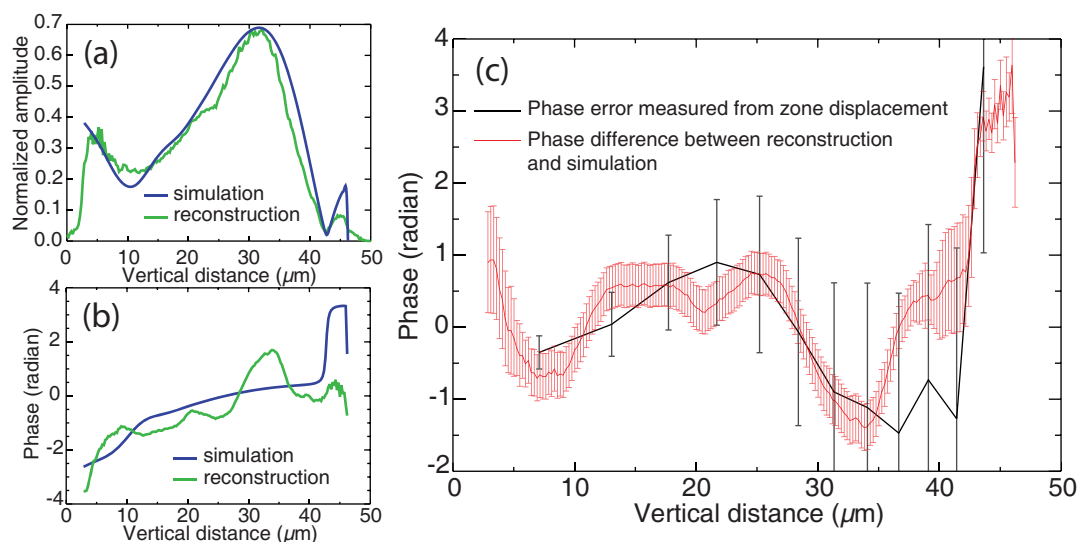 (a)
Normalized amplitude
0.7
0.6
0.5
0.4
0.3
0.2
0.1
0.0
simulation
reconstruction
0 10 20 30 40 50
Vertical distance (µm)
(b)
Phase (radian)
4
2
0
-2
-4
simulation
reconstruction
0 10 20 30 40 50
Vertical distance (µm)
(c)
Phase (radian)
4
3
2
1
0
-1
-2
Phase error measured from zone displacement
Phase difference between reconstruction
and simulation
0 10 20 30 40 50
Vertical distance (µm)